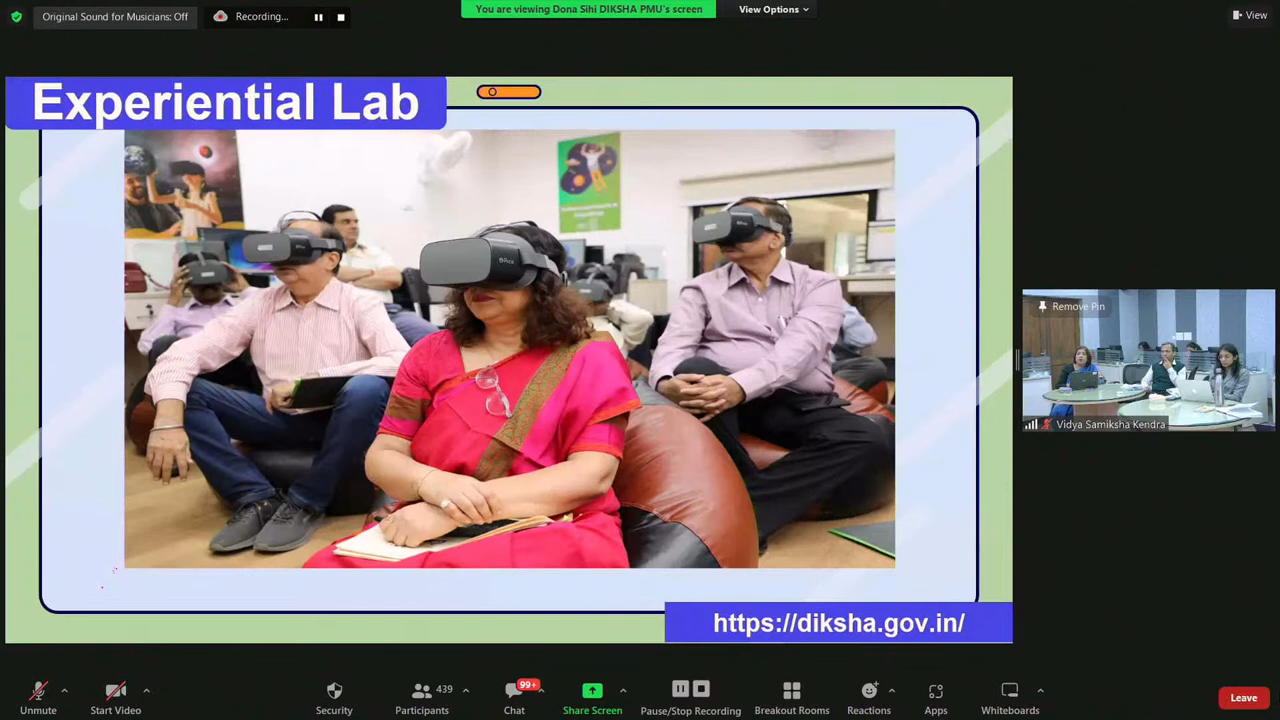 Original Sound for Musicians: Off
Recording...
You are viewing Dona Sihi DIKSHA PMU's screen
View Options
View
Experiential Lab
Remove Pin
Vidya Samiksha Kendra
https://diksha.gov.in/
Unmute
Start Video
Security
439
Participants
99+
Chat
Share Screen
Pause/Stop Recording
Breakout Rooms
Reactions
Apps
Whiteboards
Leave